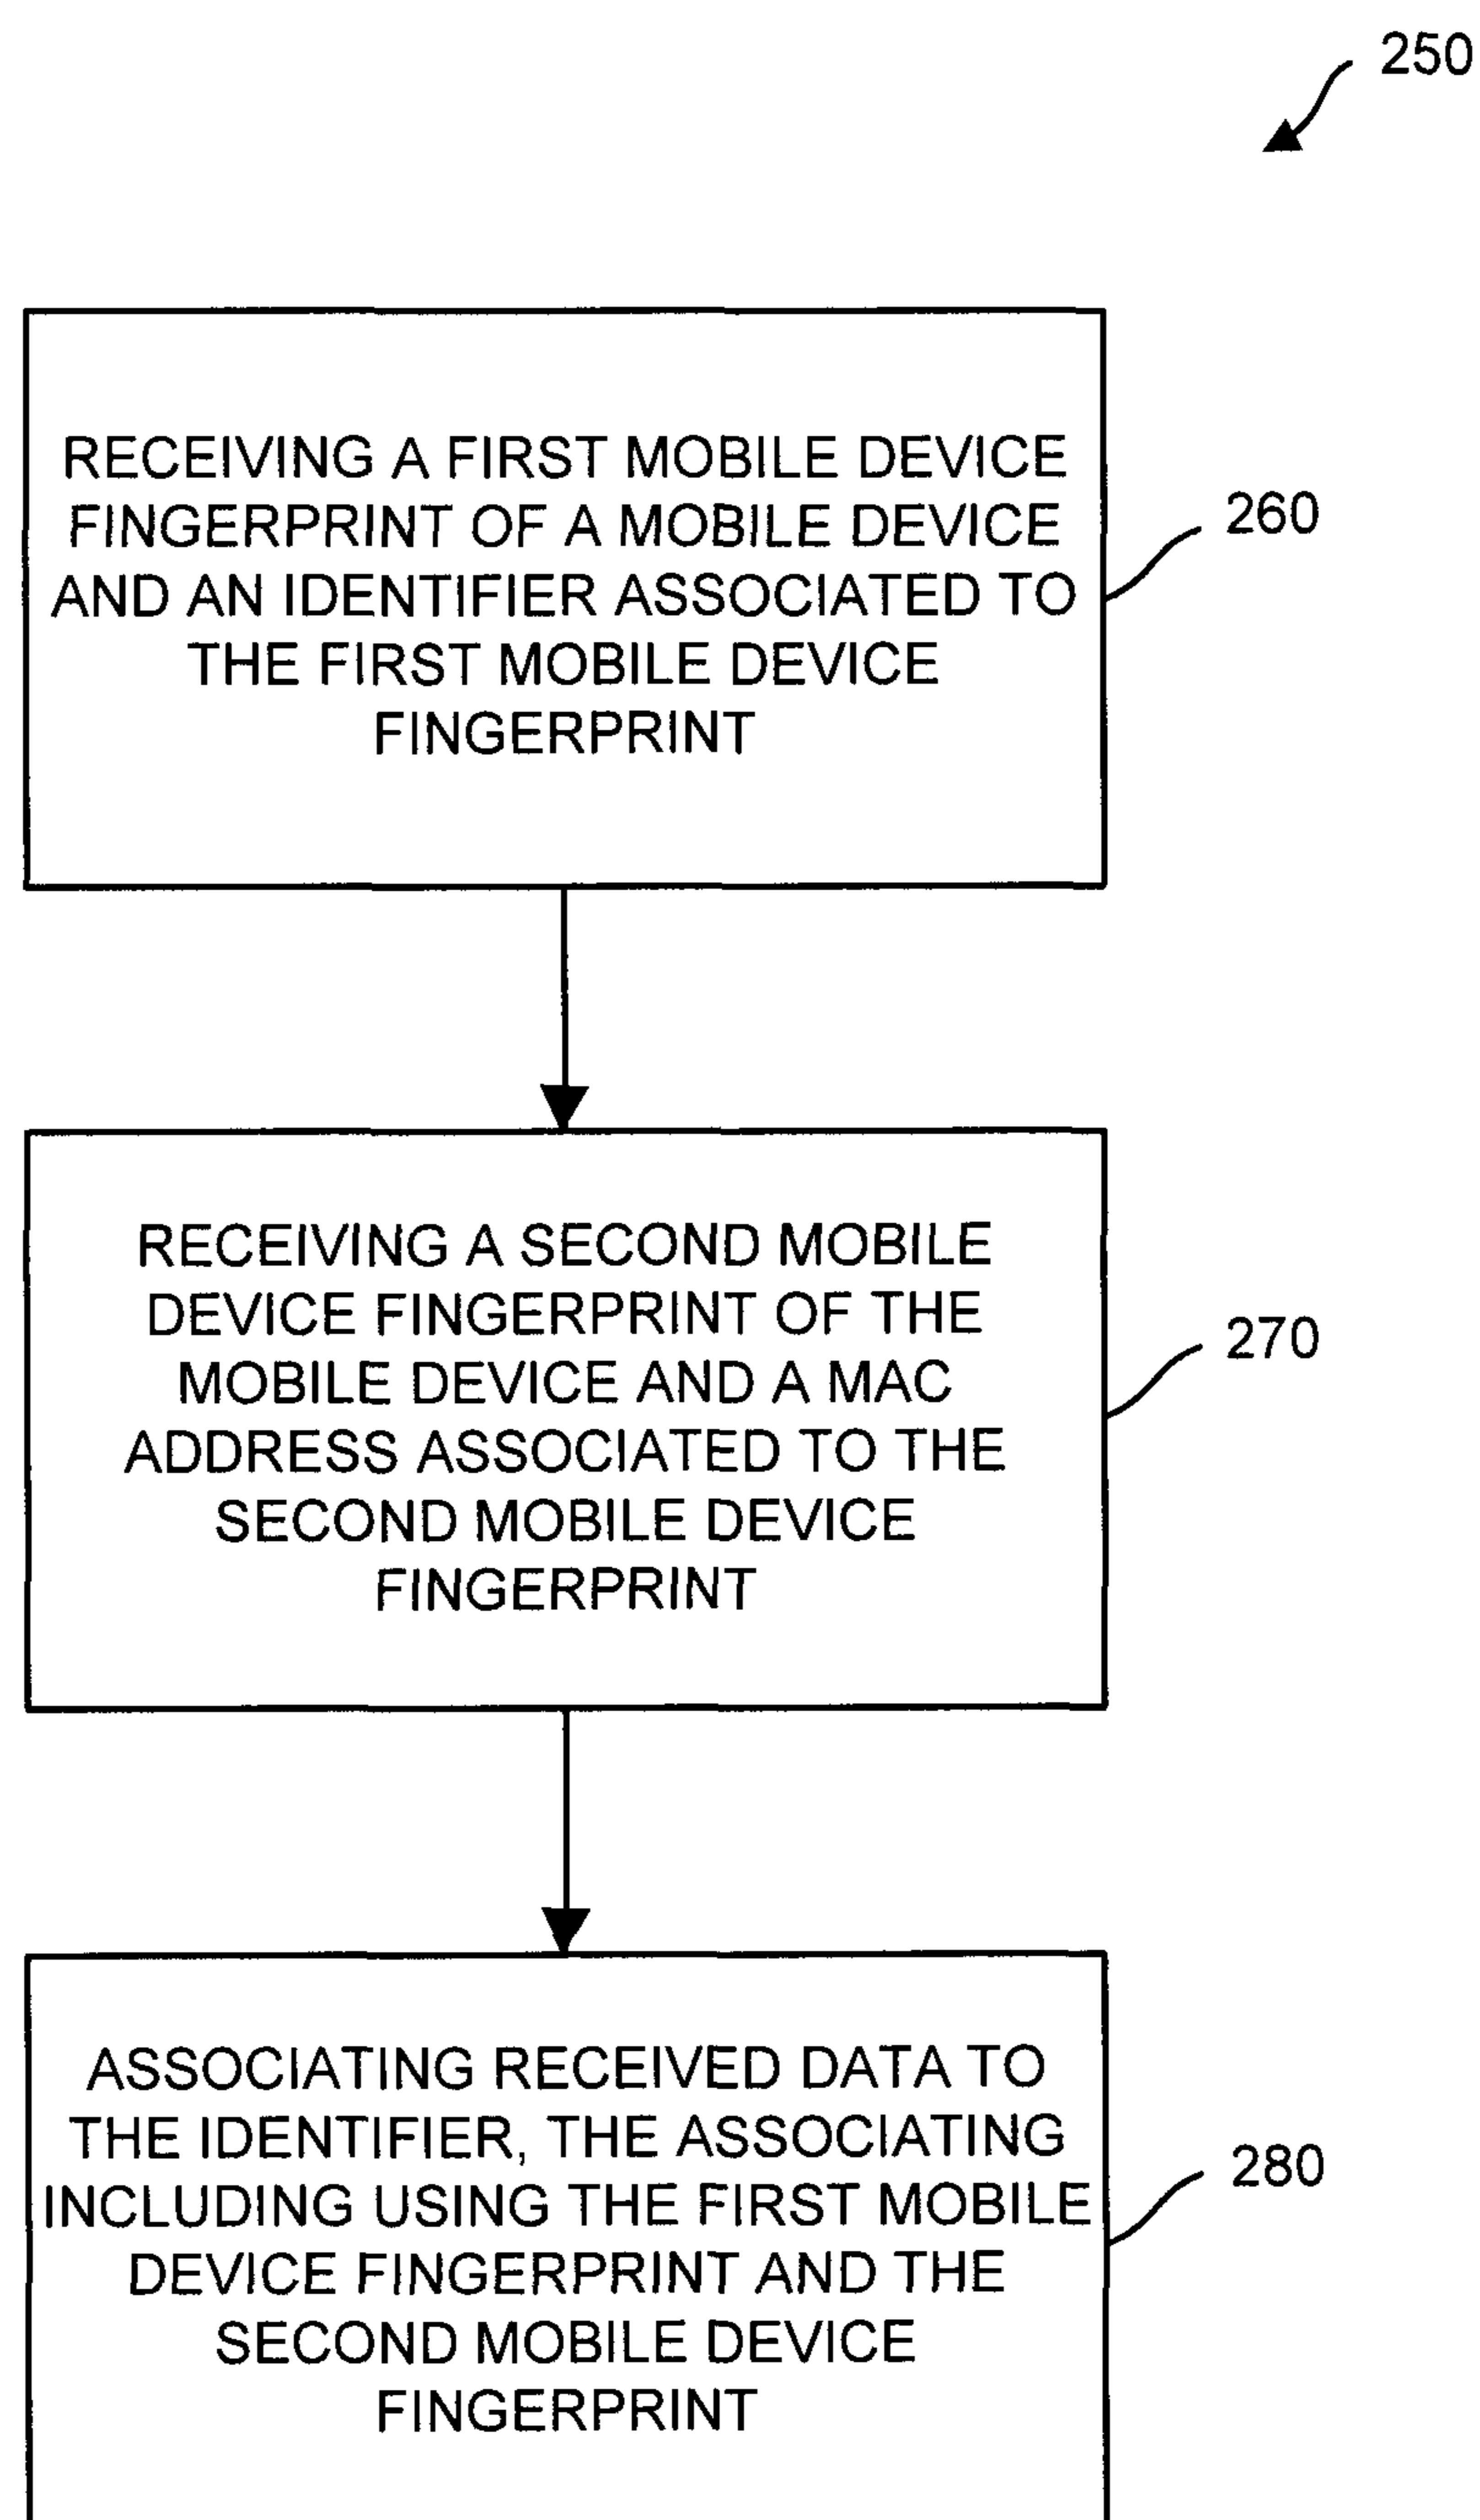 250
RECEIVING A FIRST MOBILE DEVICE
FINGERPRINT OF A MOBILE DEVICE
AND AN IDENTIFIER ASSOCIATED TO
THE FIRST MOBILE DEVICE
FINGERPRINT
260
RECEIVING A SECOND MOBILE
DEVICE FINGERPRINT OF THE
MOBILE DEVICE AND A MAC
ADDRESS ASSOCIATED TO THE
SECOND MOBILE DEVICE
FINGERPRINT
270
ASSOCIATING RECEIVED DATA TO
THE IDENTIFIER, THE ASSOCIATING
INCLUDING USING THE FIRST MOBILE
DEVICE FINGERPRINT AND THE
SECOND MOBILE DEVICE
FINGERPRINT
280